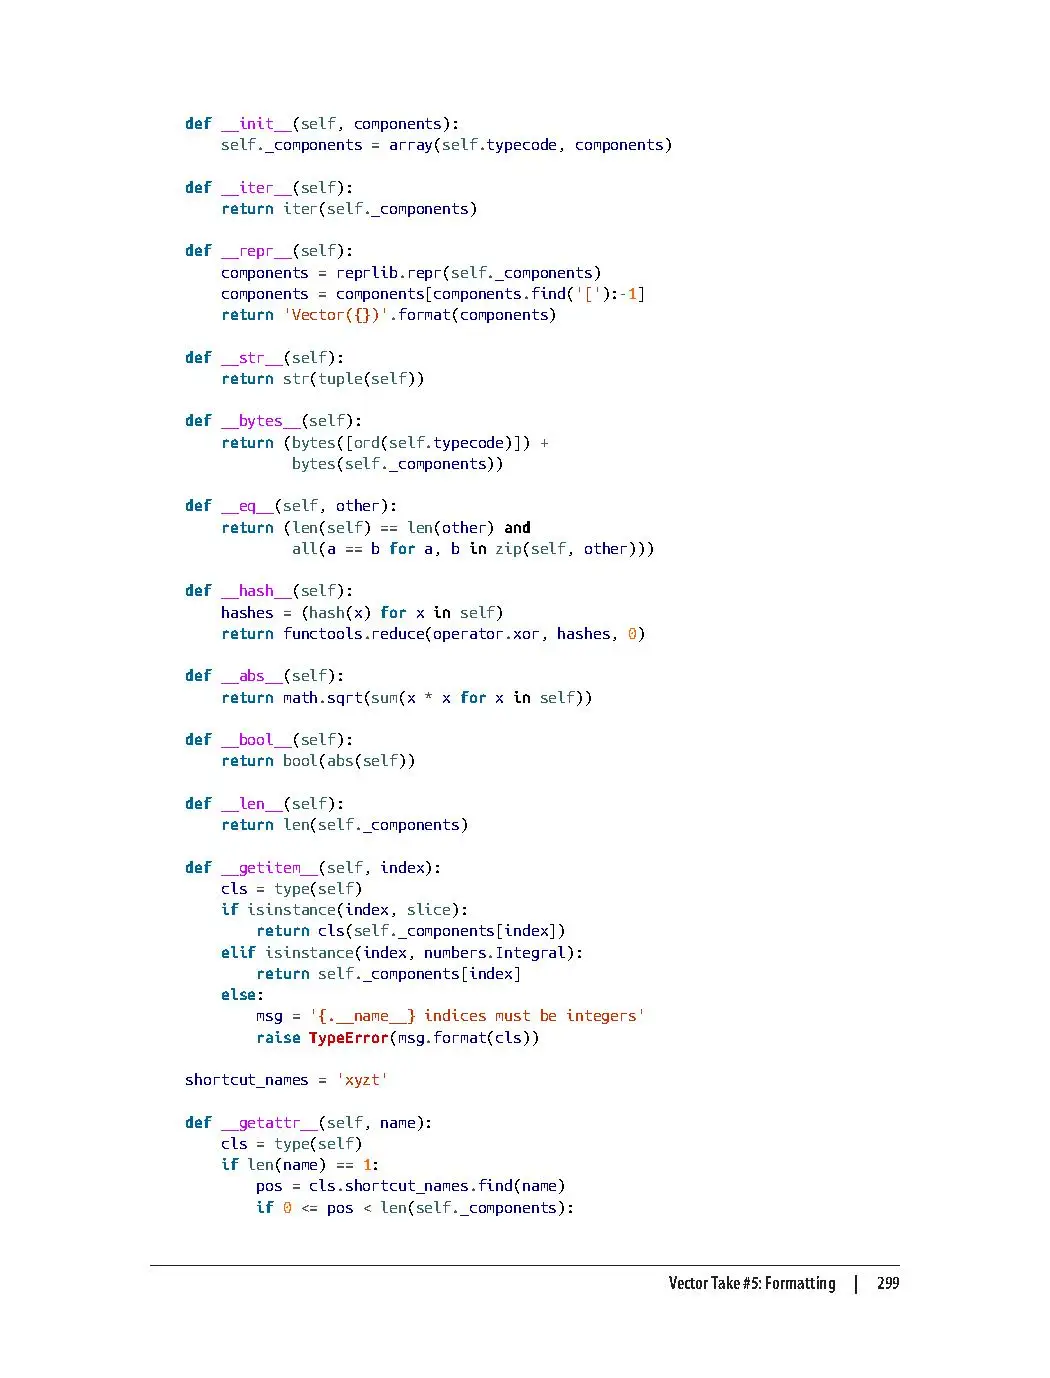 def __init__(self, components):
    self._components = array(self.typecode, components)

def __iter__(self):
    return iter(self._components)

def __repr__(self):
    components = reprlib.repr(self._components)
    components = components[components.find('['):-1]
    return 'Vector({})'.format(components)

def __str__(self):
    return str(tuple(self))

def __bytes__(self):
    return (bytes([ord(self.typecode)]) +
            bytes(self._components))

def __eq__(self, other):
    return (len(self) == len(other) and
            all(a == b for a, b in zip(self, other)))

def __hash__(self):
    hashes = (hash(x) for x in self)
    return functools.reduce(operator.xor, hashes, 0)

def __abs__(self):
    return math.sqrt(sum(x * x for x in self))

def __bool__(self):
    return bool(abs(self))

def __len__(self):
    return len(self._components)

def __getitem__(self, index):
    cls = type(self)
    if isinstance(index, slice):
        return cls(self._components[index])
    elif isinstance(index, numbers.Integral):
        return self._components[index]
    else:
        msg = '{.__name__} indices must be integers'
        raise TypeError(msg.format(cls))

shortcut_names = 'xyzt'

def __getattr__(self, name):
    cls = type(self)
    if len(name) == 1:
        pos = cls.shortcut_names.find(name)
        if 0 <= pos < len(self._components):

Vector Take #5: Formatting | 299